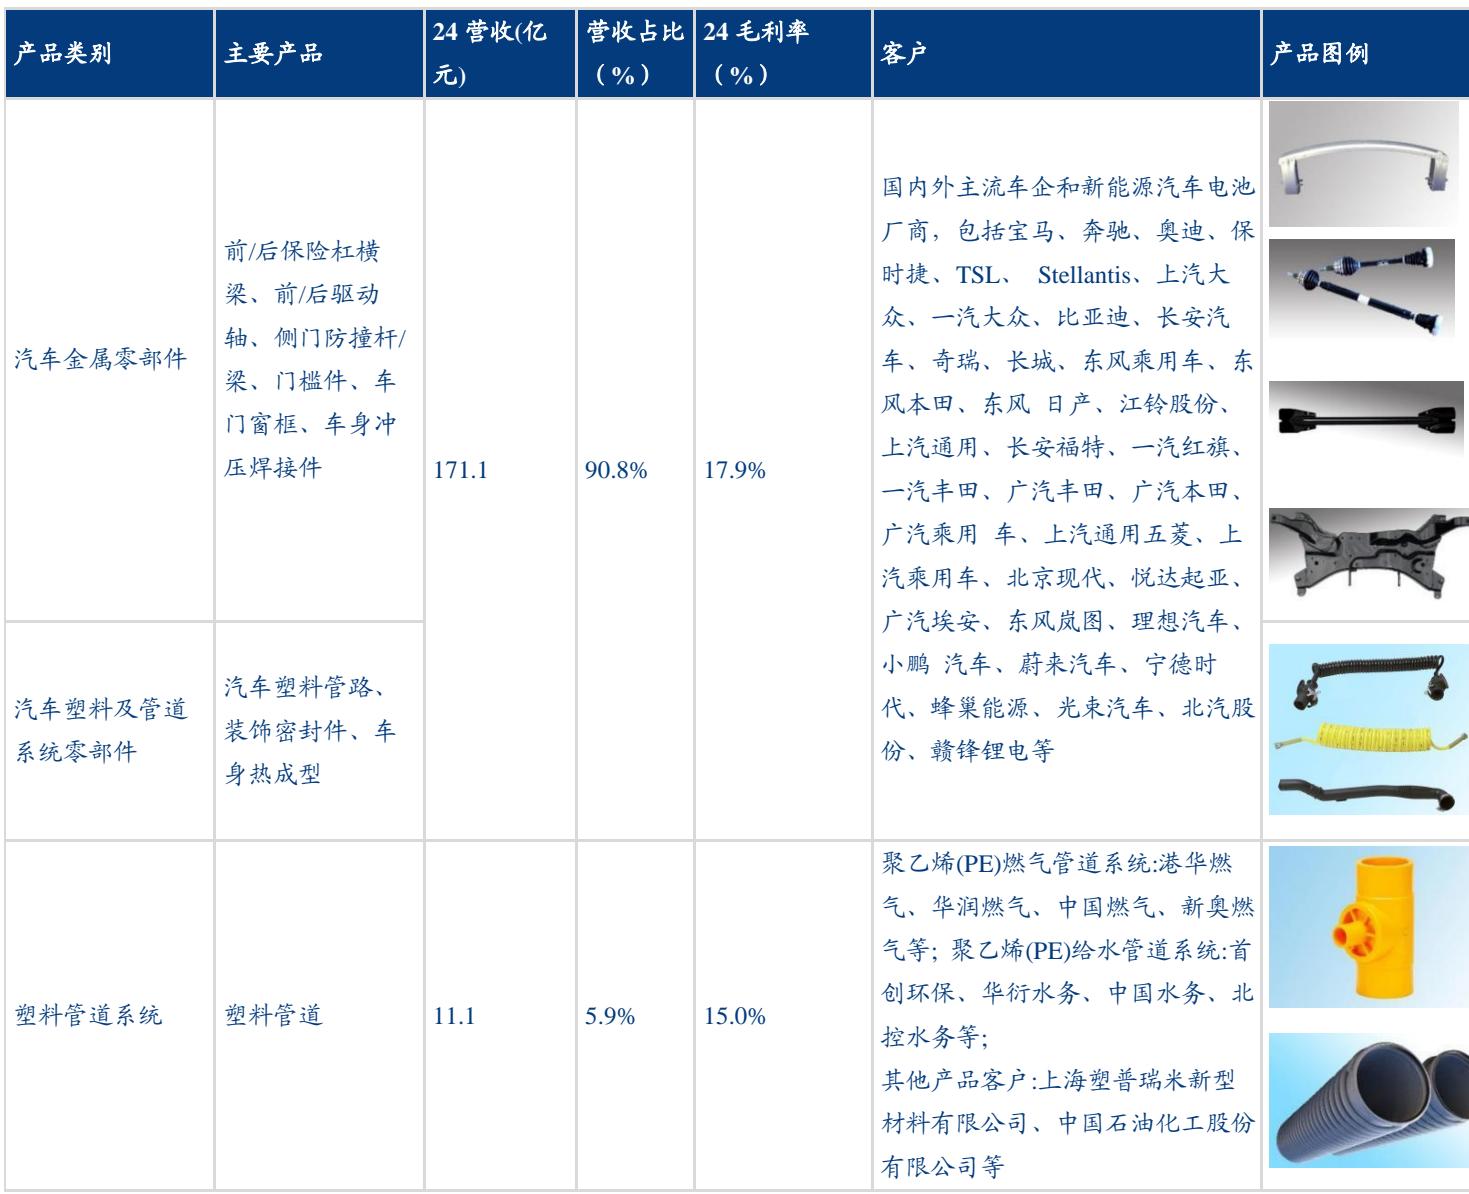 产品类别
主要产品
24 营收(亿
元)
营收占比
（%）
24 毛利率
（%）
客户
产品图例
汽车金属零部件
前/后保险杠横
梁、前/后驱动
轴、侧门防撞杆/
梁、门槛件、车
门窗框、车身冲
压焊接件
171.1
90.8%
17.9%
国内外主流车企和新能源汽车电池
厂商，包括宝马、奔驰、奥迪、保
时捷、TSL、 Stellantis、上汽大
众、一汽大众、比亚迪、长安汽
车、奇瑞、长城、东风乘用车、东
风本田、东风 日产、江铃股份、
上汽通用、长安福特、一汽红旗、
一汽丰田、广汽丰田、广汽本田、
广汽乘用 车、上汽通用五菱、上
汽乘用车、北京现代、悦达起亚、
广汽埃安、东风岚图、理想汽车、
小鹏 汽车、蔚来汽车、宁德时
代、蜂巢能源、光束汽车、北汽股
份、赣锋锂电等
汽车塑料及管道
系统零部件
汽车塑料管路、
装饰密封件、车
身热成型
塑料管道系统
塑料管道
11.1
5.9%
15.0%
聚乙烯(PE)燃气管道系统:港华燃
气、华润燃气、中国燃气、新奥燃
气等; 聚乙烯(PE)给水管道系统:首
创环保、华衍水务、中国水务、北
控水务等;
其他产品客户:上海塑普瑞米新型
材料有限公司、中国石油化工股份
有限公司等